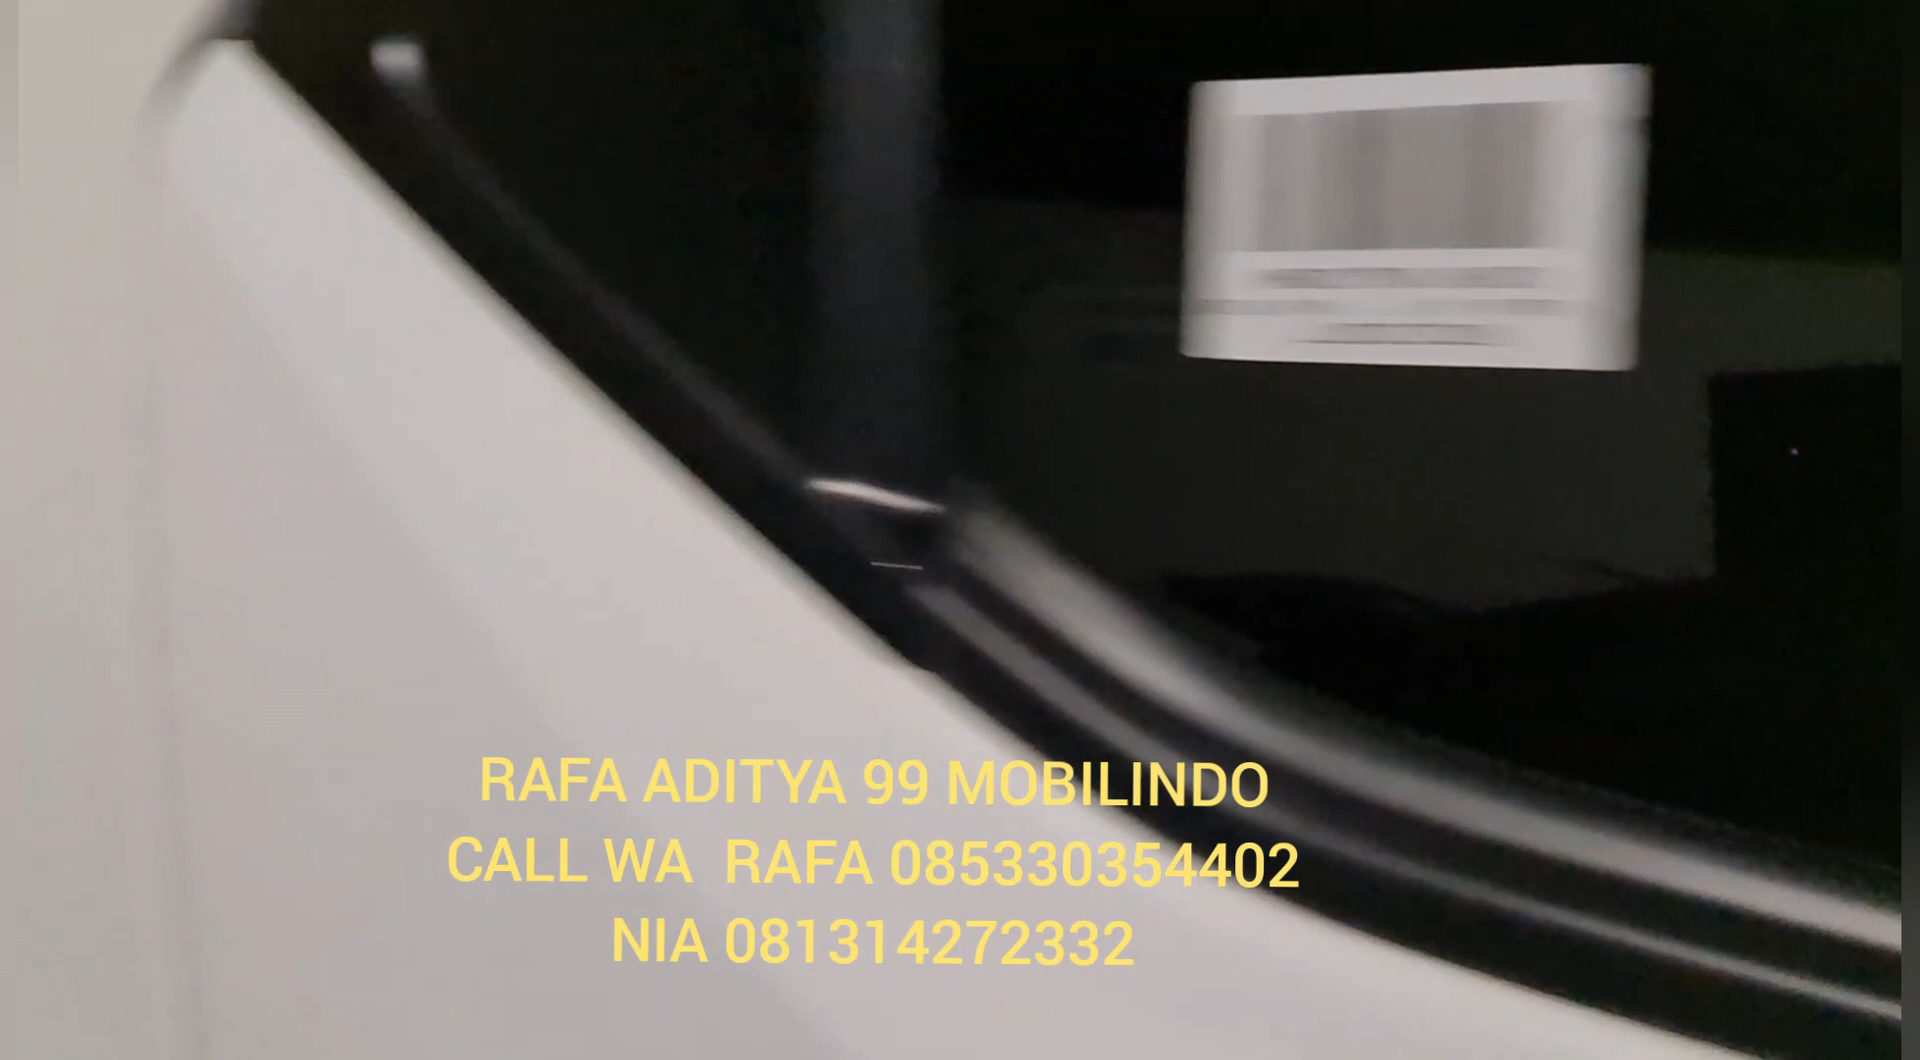 RAFA ADITYA 99 MOBILINDO
CALL WA  RAFA 085330354402
NIA 081314272332